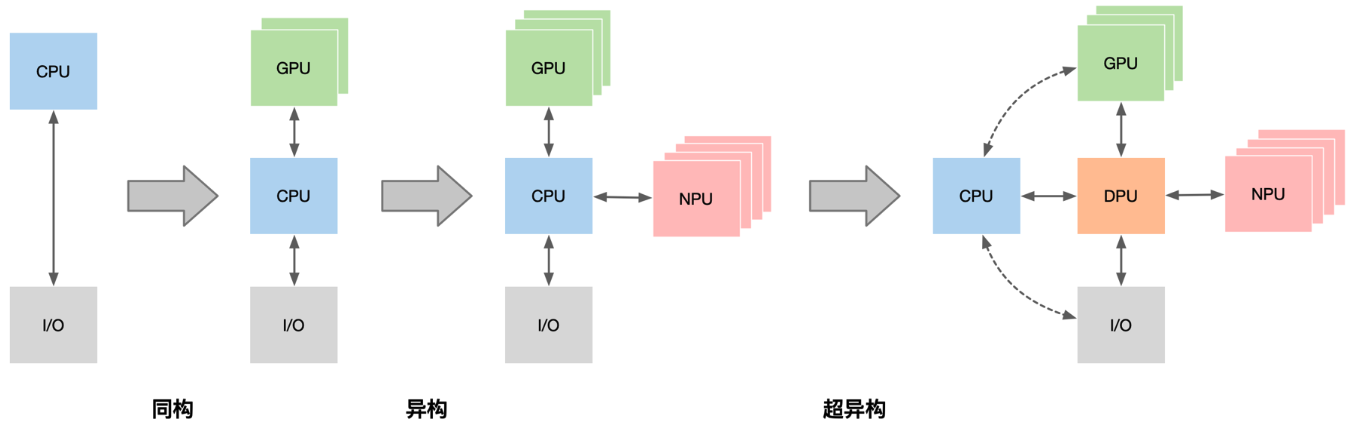 CPU
I/O
GPU
CPU
I/O
GPU
CPU
NPU
I/O
GPU
CPU
DPU
NPU
I/O
同构
异构
超异构